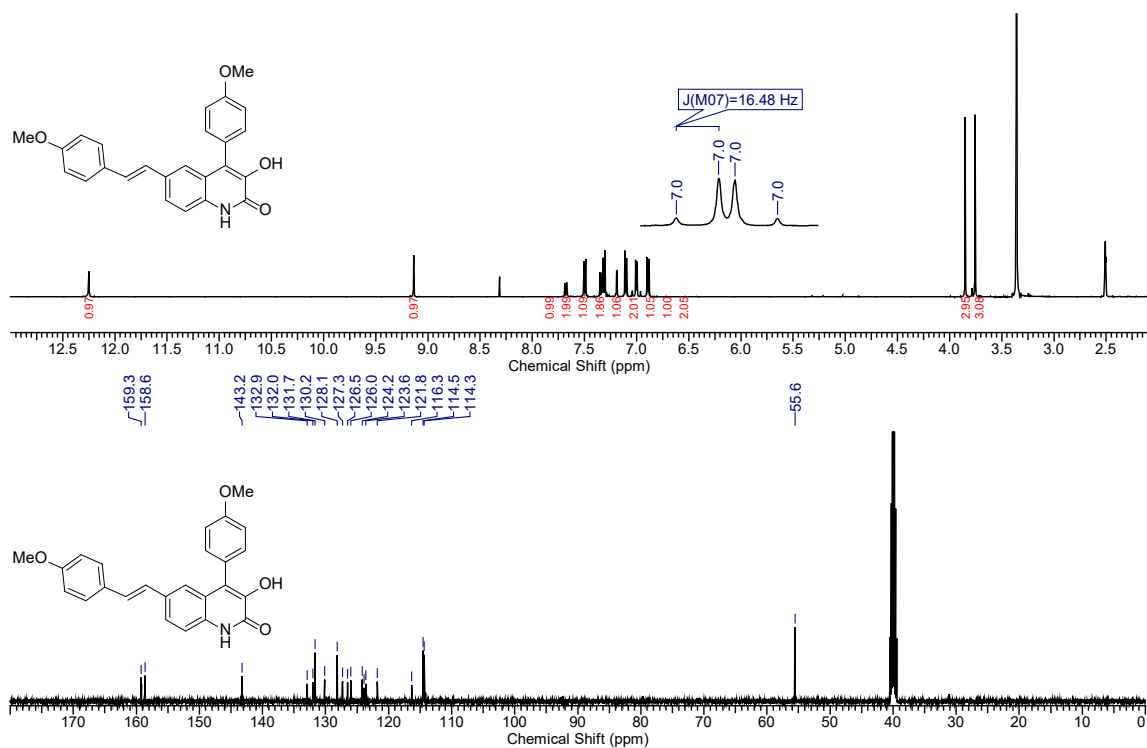 OMe
MeO
OH
N
H
O
J(M07)=16.48 Hz
7.0
7.0
7.0
7.0
0.97
0.97
0.99
1.99
1.09
1.86
1.06
2.01
1.05
1.00
2.05
2.95
3.08
12.5 12.0 11.5 11.0 10.5 10.0 9.5 9.0 8.5 8.0 7.5 7.0 6.5 6.0 5.5 5.0 4.5 4.0 3.5 3.0 2.5
Chemical Shift (ppm)
159.3
158.6
143.2
132.9
132.0
131.7
130.2
128.1
127.3
126.5
126.0
124.2
123.6
121.8
116.3
114.5
114.3
55.6
OMe
MeO
OH
N
H
O
170 160 150 140 130 120 110 100 90 80 70 60 50 40 30 20 10 0
Chemical Shift (ppm)